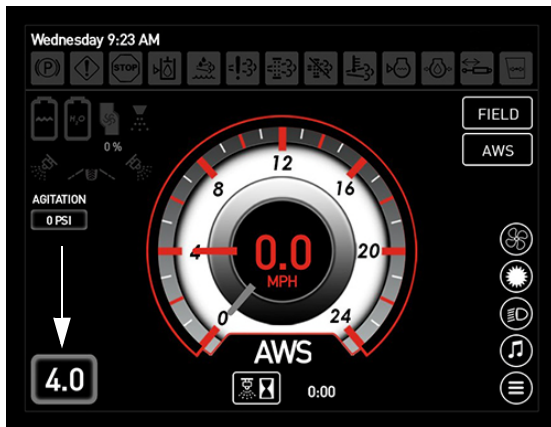 Wednesday 9:23 AM
(P)
STOP
H₂O
0 %
FIELD
AWS
AGITATION
0 PSI
12
8
16
4
20
0.0
MPH
0
24
AWS
4.0
0:00